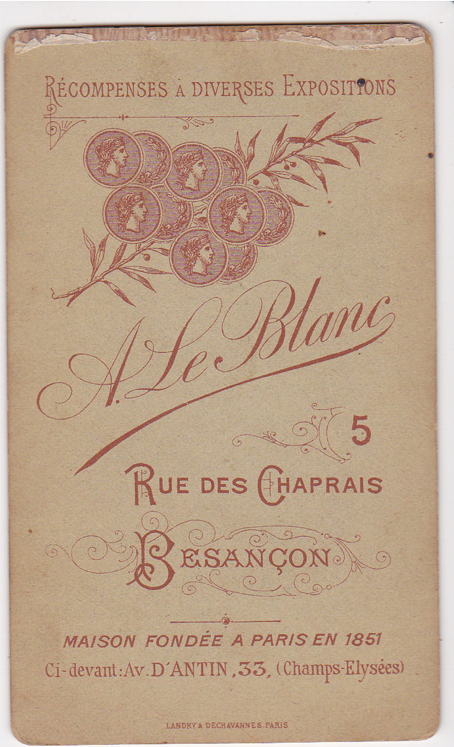 RÉCOMPENSES A DIVERSES EXPOSITIONS
A. Le Blanc
5
RUE DES CHAPRAIS
BESANÇON
MAISON FONDÉE A PARIS EN 1851
Ci-devant: Av. D'ANTIN, 33, (Champs-Elysées)
LANDRY & DECHAVANNES. PARIS